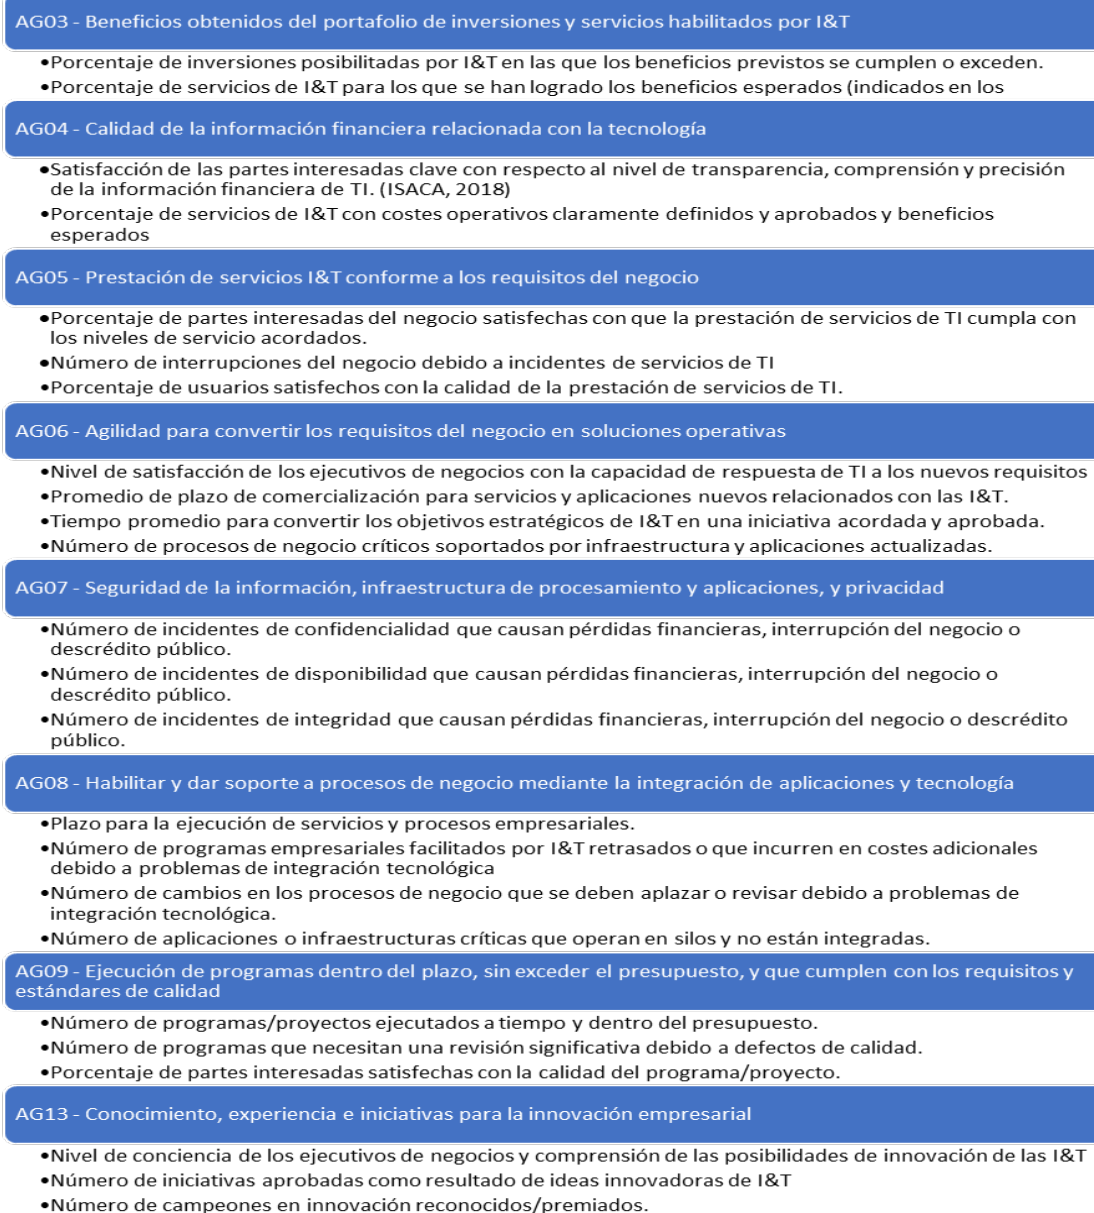 AG03 - Beneficios obtenidos del portafolio de inversiones y servicios habilitados por I&T
•Porcentaje de inversiones posibilitadas por I&T en las que los beneficios previstos se cumplen o exceden.
•Porcentaje de servicios de I&T para los que se han logrado los beneficios esperados (indicados en los
AG04 - Calidad de la información financiera relacionada con la tecnología
•Satisfacción de las partes interesadas clave con respecto al nivel de transparencia, comprensión y precisión
de la información financiera de TI. (ISACA, 2018)
•Porcentaje de servicios de I&T con costes operativos claramente definidos y aprobados y beneficios
esperados
AG05 - Prestación de servicios I&T conforme a los requisitos del negocio
•Porcentaje de partes interesadas del negocio satisfechas con que la prestación de servicios de TI cumpla con
los niveles de servicio acordados.
•Número de interrupciones del negocio debido a incidentes de servicios de TI
•Porcentaje de usuarios satisfechos con la calidad de la prestación de servicios de TI.
AG06 - Agilidad para convertir los requisitos del negocio en soluciones operativas
•Nivel de satisfacción de los ejecutivos de negocios con la capacidad de respuesta de TI a los nuevos requisitos
•Promedio de plazo de comercialización para servicios y aplicaciones nuevos relacionados con las I&T.
•Tiempo promedio para convertir los objetivos estratégicos de I&T en una iniciativa acordada y aprobada.
•Número de procesos de negocio críticos soportados por infraestructura y aplicaciones actualizadas.
AG07 - Seguridad de la información, infraestructura de procesamiento y aplicaciones, y privacidad
•Número de incidentes de confidencialidad que causan pérdidas financieras, interrupción del negocio o
descrédito público.
•Número de incidentes de disponibilidad que causan pérdidas financieras, interrupción del negocio o
descrédito público.
•Número de incidentes de integridad que causan pérdidas financieras, interrupción del negocio o descrédito
público.
AG08 - Habilitar y dar soporte a procesos de negocio mediante la integración de aplicaciones y tecnología
•Plazo para la ejecución de servicios y procesos empresariales.
•Número de programas empresariales facilitados por I&T retrasados o que incurren en costes adicionales
debido a problemas de integración tecnológica
•Número de cambios en los procesos de negocio que se deben aplazar o revisar debido a problemas de
integración tecnológica.
•Número de aplicaciones o infraestructuras críticas que operan en silos y no están integradas.
AG09 - Ejecución de programas dentro del plazo, sin exceder el presupuesto, y que cumplen con los requisitos y
estándares de calidad
•Número de programas/proyectos ejecutados a tiempo y dentro del presupuesto.
•Número de programas que necesitan una revisión significativa debido a defectos de calidad.
•Porcentaje de partes interesadas satisfechas con la calidad del programa/proyecto.
AG13 - Conocimiento, experiencia e iniciativas para la innovación empresarial
•Nivel de conciencia de los ejecutivos de negocios y comprensión de las posibilidades de innovación de las I&T
•Número de iniciativas aprobadas como resultado de ideas innovadoras de I&T
•Número de campeones en innovación reconocidos/premiados.